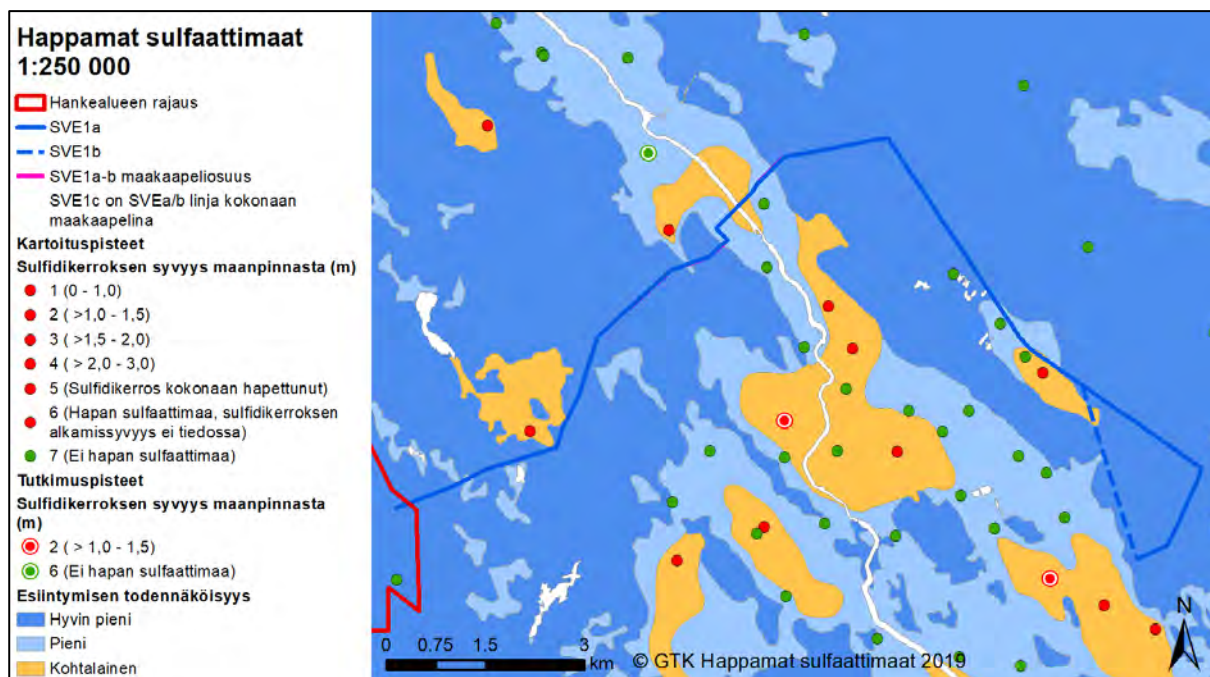 Happamat sulfaattimaat
1:250 000
Hankealueen rajaus
SVE1a
SVE1b
SVE1a-b maakaapeliosuus
SVE1c on SVEa/b linja kokonaan
maakaapelina
Kartoituspisteet
Sulfidikerroksen syvyys maanpinnasta (m)
1 (0 - 1,0)
2 ( >1,0 - 1,5)
3 (>1,5 - 2,0)
4 ( > 2,0 - 3,0)
5 (Sulfidikerros kokonaan hapettunut)
6 (Hapan sulfaattimaa, sulfidikerroksen
alkamissyvyys ei tiedossa)
7 (Ei hapan sulfaattimaa)
Tutkimuspisteet
Sulfidikerroksen syvyys maanpinnasta
(m)
2 ( > 1,0 - 1,5)
6 (Ei hapan sulfaattimaa)
Esiintymisen todennäköisyys
Hyvin pieni
Pieni
Kohtalainen
0 0.75 1.5 3
km
© GTK Happamat sulfaattimaat 2019
N